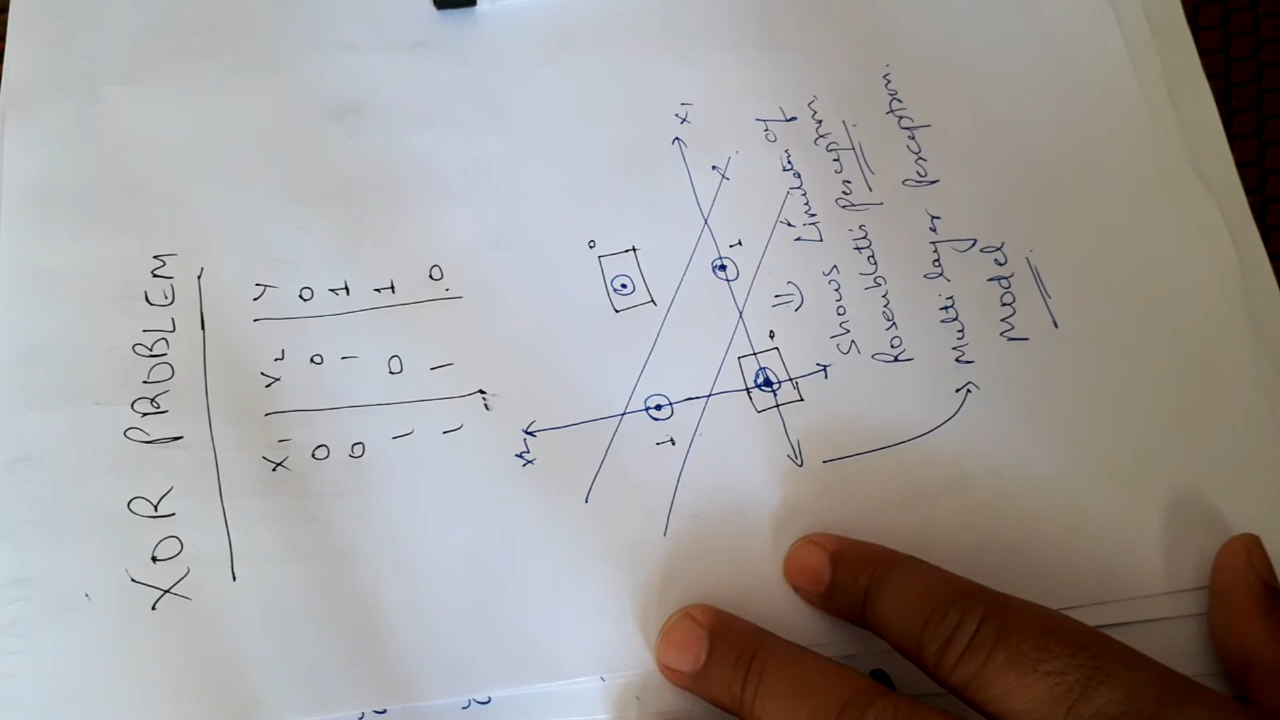 XOR PROBLEM
X1 X2 Y
0 0 0
0 1 1
1 0 1
1 1 0
X2
X1
1
0
1
0
Shows Limitation of
Rosenblatt's perceptron.
Multi layer perceptron.
Model